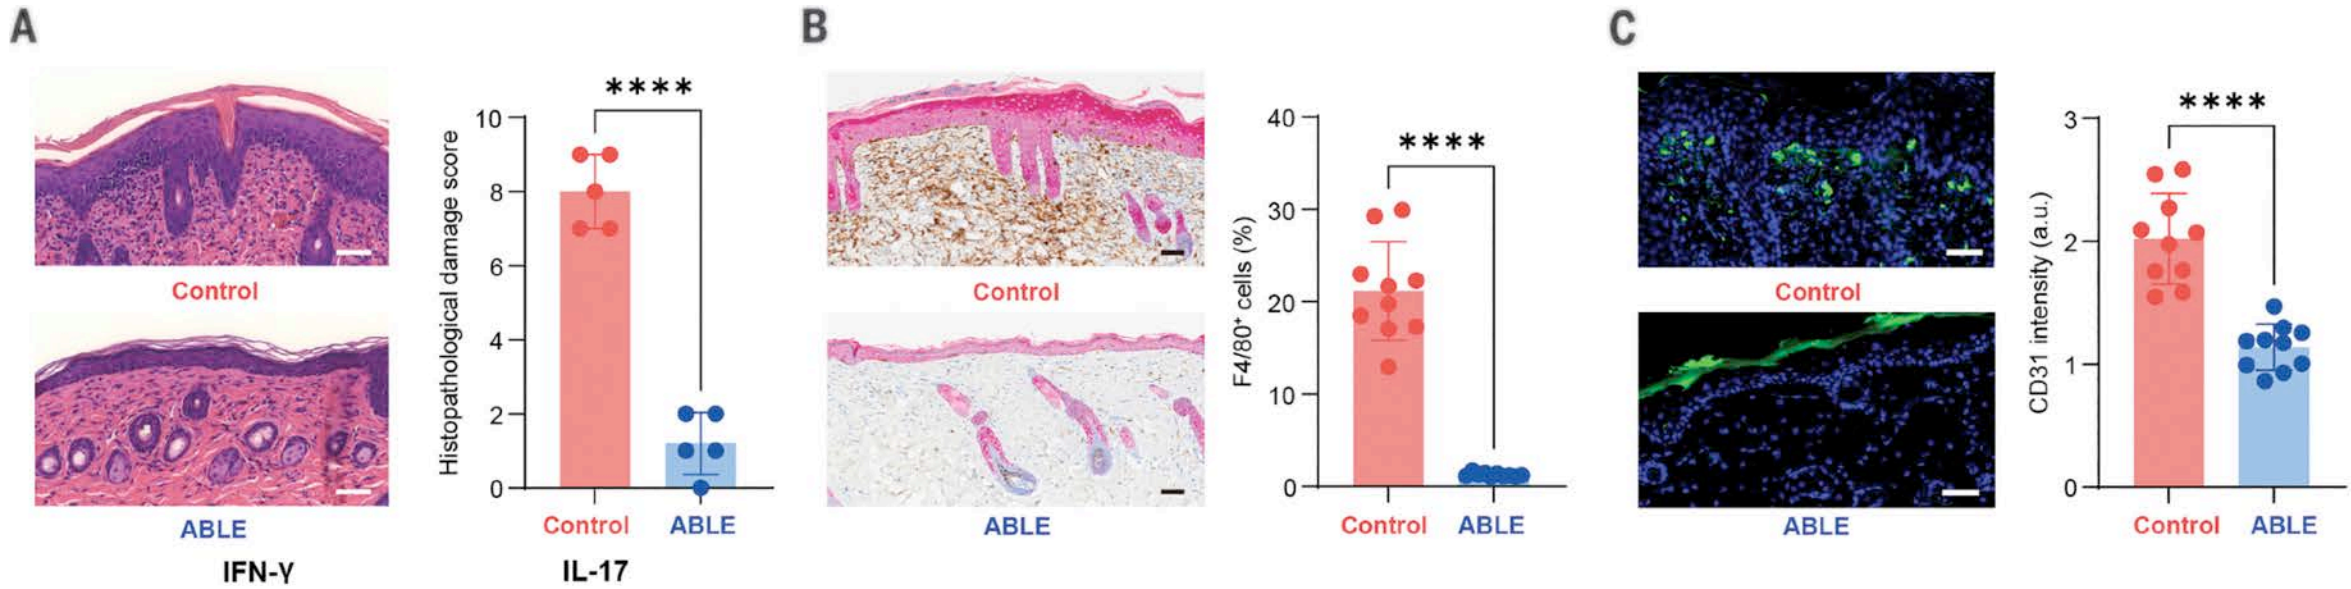 A
Control
ABLE
IFN-γ
Histopathological damage score
10
8
6
4
2
0
****
Control
ABLE
IL-17
B
Control
ABLE
F4/80⁺ cells (%)
40
30
20
10
0
****
Control
ABLE
C
Control
ABLE
CD31 intensity (a.u.)
3
2
1
0
****
Control
ABLE